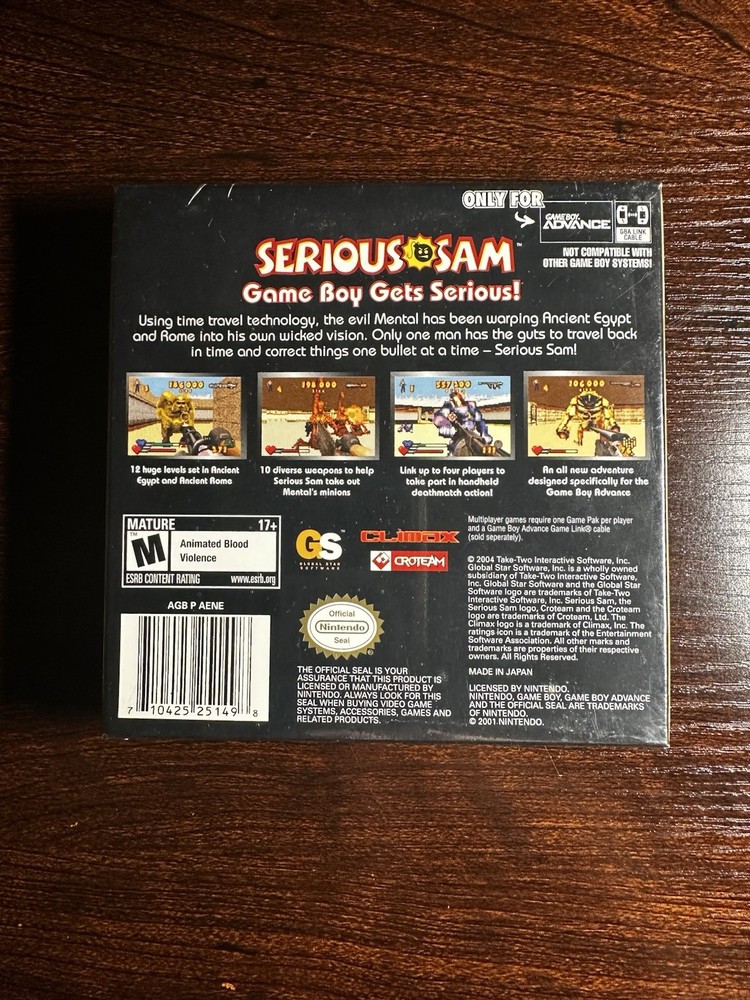 ONLY FOR
GAME BOY
ADVANCE
GBA LINK
CABLE
NOT COMPATIBLE WITH
OTHER GAME BOY SYSTEMS!
SERIOUS SAM™
Game Boy Gets Serious!
Using time travel technology, the evil Mental has been warping Ancient Egypt
and Rome into his own wicked vision. Only one man has the guts to travel back
in time and correct things one bullet at a time – Serious Sam!
136000
198000
357200
106000
12 huge levels set in Ancient
Egypt and Ancient Rome
10 diverse weapons to help
Serious Sam take out
Mental's minions
Link up to four players to
take part in handheld
deathmatch action!
An all new adventure
designed specifically for the
Game Boy Advance
MATURE 17+
M
Animated Blood
Violence
ESRB CONTENT RATING www.esrb.org
GS™
GLOBAL STAR
SOFTWARE
CLIMAX
CROTEAM
Multiplayer games require one Game Pak per player
and a Game Boy Advance Game Link® cable
(sold seperately).
© 2004 Take-Two Interactive Software, Inc.
Global Star Software, Inc. is a wholly owned
subsidiary of Take-Two Interactive Software,
Inc. Global Star Software and the Global Star
Software logo are trademarks of Take-Two
Interactive Software, Inc. Serious Sam, the
Serious Sam logo, Croteam and the Croteam
logo are trademarks of Croteam, Ltd. The
Climax logo is a trademark of Climax, Inc. The
ratings icon is a trademark of the Entertainment
Software Association. All other marks and
trademarks are properties of their respective
owners. All Rights Reserved.
MADE IN JAPAN
LICENSED BY NINTENDO.
NINTENDO, GAME BOY, GAME BOY ADVANCE
AND THE OFFICIAL SEAL ARE TRADEMARKS
OF NINTENDO.
© 2001 NINTENDO.
AGB P AENE
7 10425 25149 8
Official
Nintendo
Seal
THE OFFICIAL SEAL IS YOUR
ASSURANCE THAT THIS PRODUCT IS
LICENSED OR MANUFACTURED BY
NINTENDO. ALWAYS LOOK FOR THIS
SEAL WHEN BUYING VIDEO GAME
SYSTEMS, ACCESSORIES, GAMES AND
RELATED PRODUCTS.